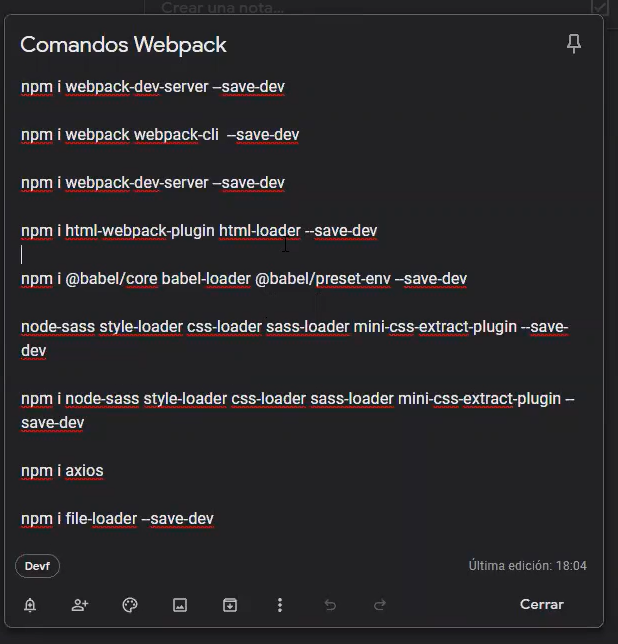 Crear una nota...
Comandos Webpack
npm i webpack-dev-server --save-dev
npm i webpack webpack-cli  --save-dev
npm i webpack-dev-server --save-dev
npm i html-webpack-plugin html-loader --save-dev
npm i @babel/core babel-loader @babel/preset-env --save-dev
node-sass style-loader css-loader sass-loader mini-css-extract-plugin --save-
dev
npm i node-sass style-loader css-loader sass-loader mini-css-extract-plugin --
save-dev
npm i axios
npm i file-loader --save-dev
Devf
Última edición: 18:04
Cerrar